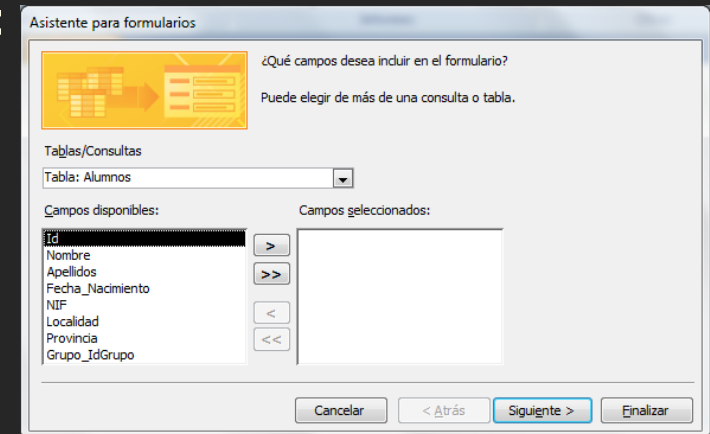 Asistente para formularios
¿Qué campos desea incluir en el formulario?
Puede elegir de más de una consulta o tabla.
Tablas/Consultas
Tabla: Alumnos
Campos disponibles:
Campos seleccionados:
Id
Nombre
Apellidos
Fecha_Nacimiento
NIF
Localidad
Provincia
Grupo_IdGrupo
>
>>
<
<<
Cancelar
< Atrás
Siguiente >
Finalizar